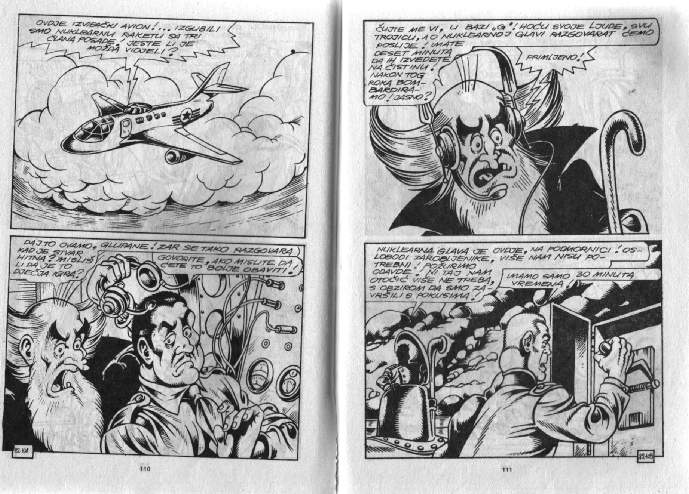 OVDJE IZVIĐAČKI AVION!... IZGUBILI
SMO NUKLEARNU RAKETU SA TRI
ČLANA POSADE! JESTE LI JE
MOŽDA VIDJELI?
DAJ TO OVAMO, GLUPANE! ZAR SE TAKO RAZGOVARA
KAD JE STVAR
HITNA? MISLIŠ
LI DA JE TO
DJEČJA IGRA?
GOVORITE, AKO MISLITE DA
ĆETE TO BOLJE OBAVITI!
110
ČUJTE ME VI, U BAZI "G"! HOĆU SVOJE LJUDE, SVU
TROJICU, A O NUKLEARNOJ GLAVI RAZGOVARAT ĆEMO
POSLIJE! IMATE
DESET MINUTA
DA IH IZVEDETE
NA ČISTINU!
NAKON TOG
ROKA BOM-
BARDIRA-
MO! JASNO?
PRIMLJENO!
NUKLEARNA GLAVA JE OVDJE, NA PODMORNICI! OS-
LOBODI ZAROBLJENIKE, VIŠE NAM NISU PO-
TREBNI! POŽURIMO
ODAVDE! NI TAJ NAM
OTOČIĆ VIŠE NE TREBA,
S OBZIROM DA SMO ZA-
VRŠILI S POKUSIMA!
IMAMO SAMO 30 MINUTA
VREMENA!
111